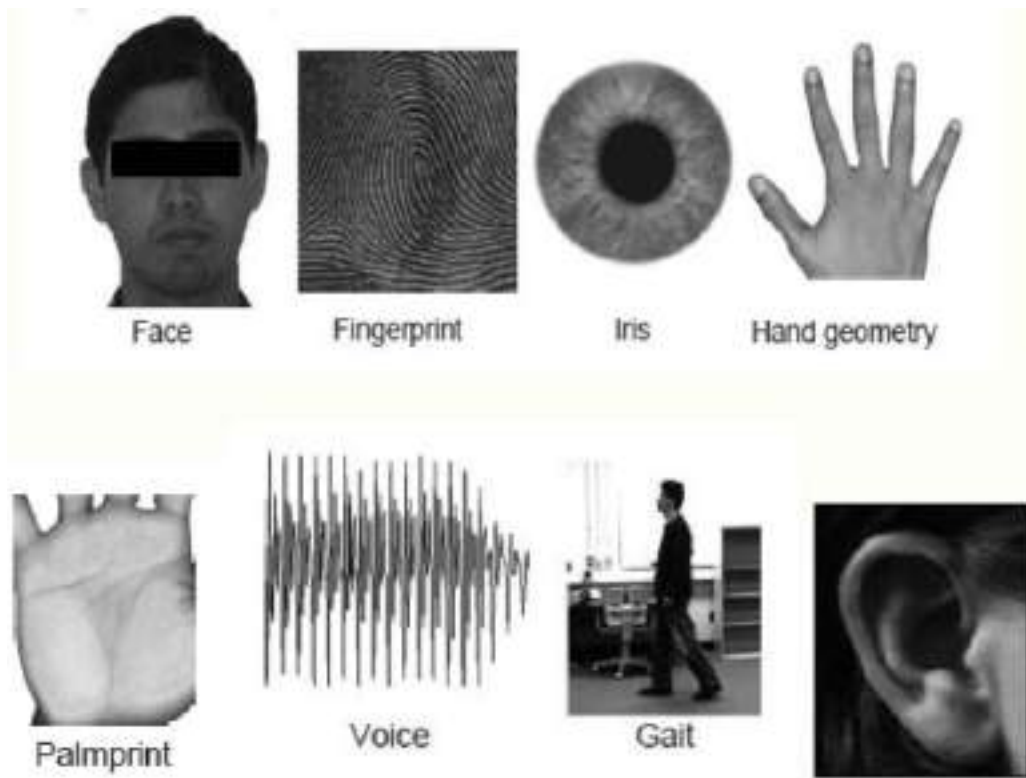 Face
Fingerprint
Iris
Hand geometry
Palmprint
Voice
Gait